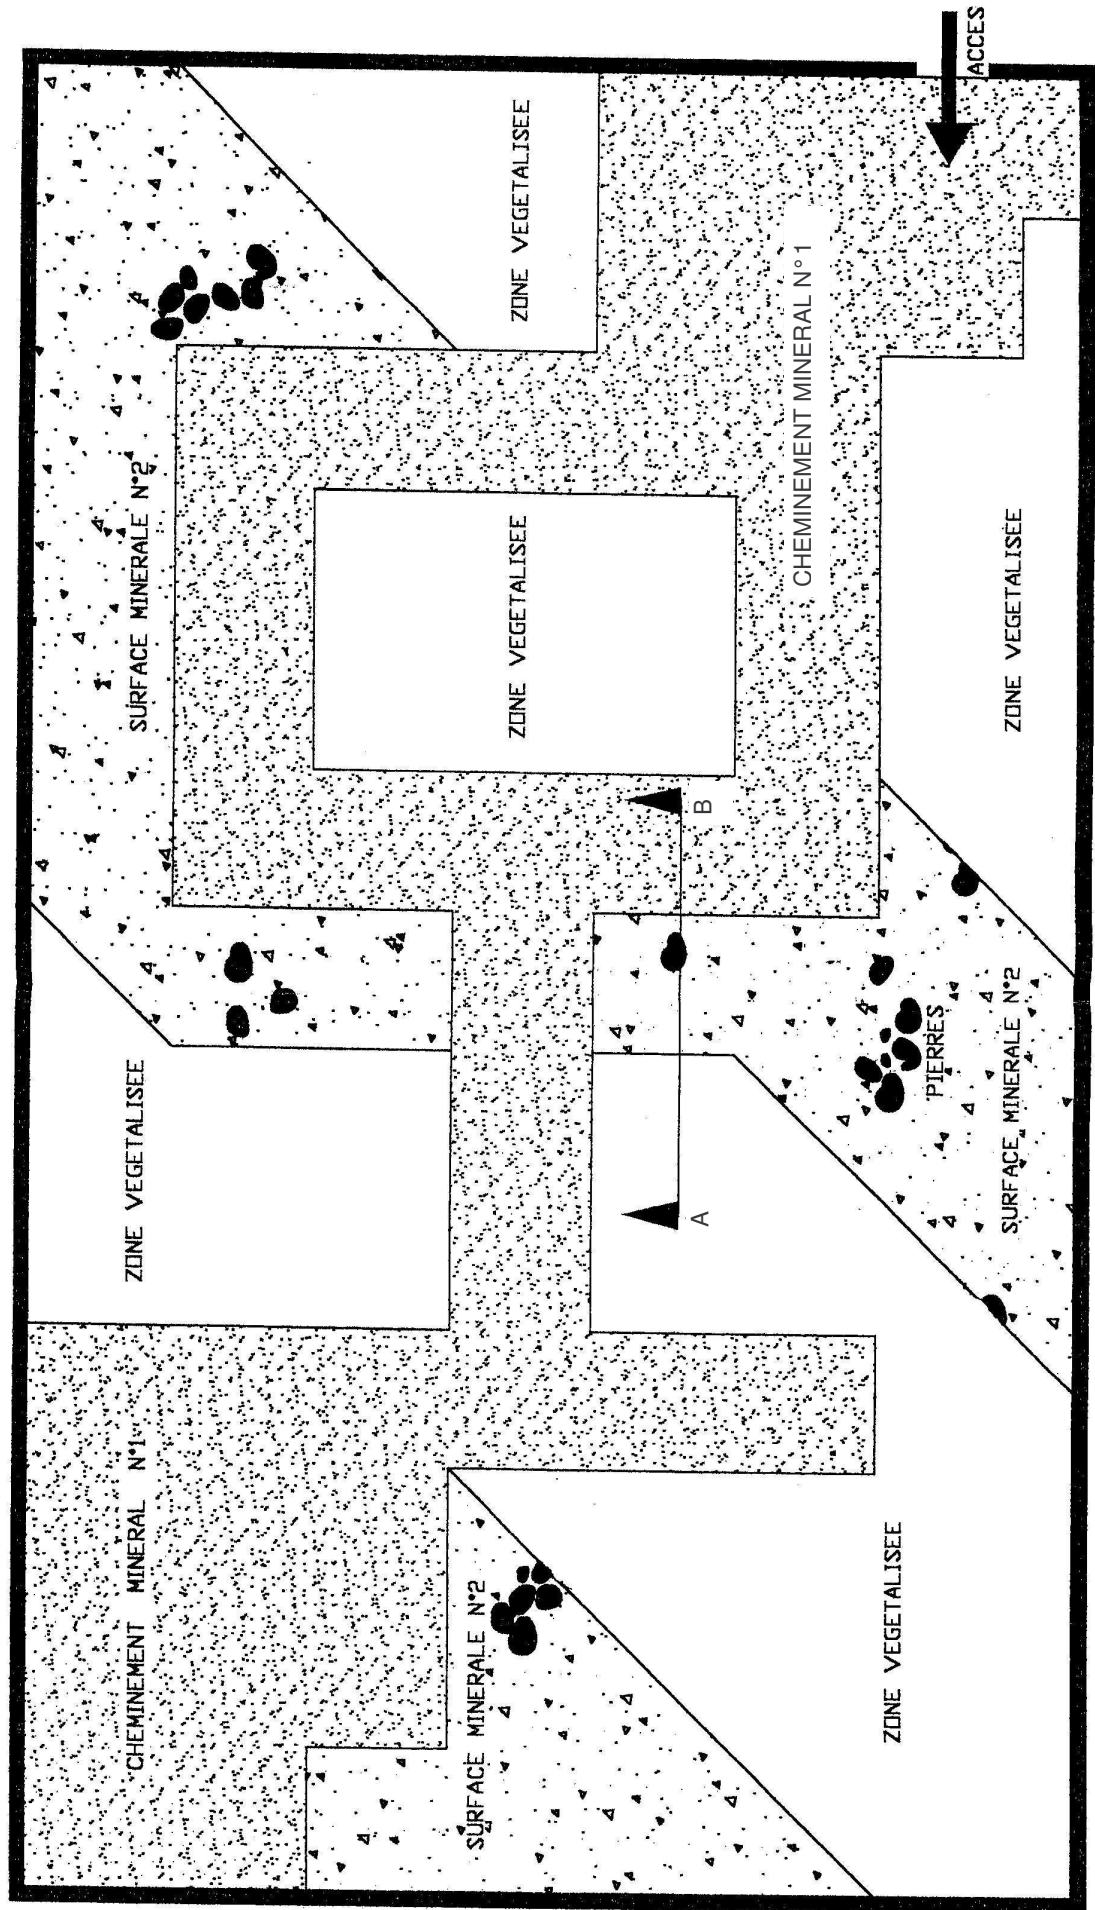 ACCES
ZONE VEGETALISEE
SURFACE MINERALE N°2
CHEMINEMENT MINERAL N° 1
ZONE VEGETALISEE
ZONE VEGETALISEE
B
A
PIERRES
SURFACE MINERALE N°2
ZONE VEGETALISEE
CHEMINEMENT MINERAL N°1
SURFACE MINERALE N°2
ZONE VEGETALISEE